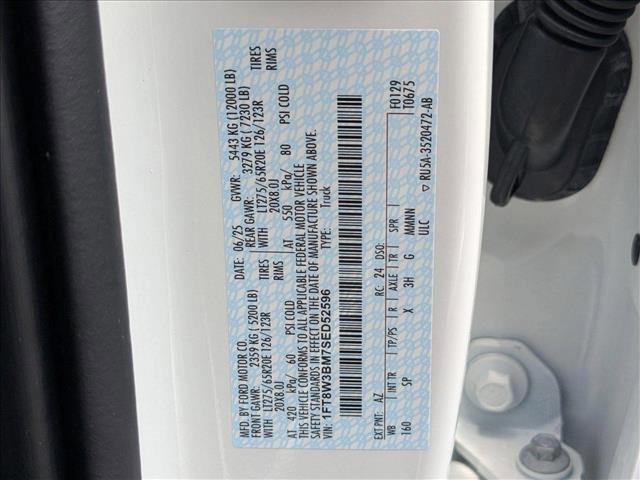 MFD. BY FORD MOTOR CO.
DATE: 06/25 GVWR: 5443 KG (12000 LB)
FRONT GAWR: 2359 KG ( 5200 LB) REAR GAWR: 3279 KG ( 7230 LB)
WITH LT275/65R20E 126/123R TIRES WITH LT275/65R20E 126/123R TIRES
20X8.0J RIMS 20X8.0J RIMS
AT 420 kPa/ 60 PSI COLD AT 550 kPa/ 80 PSI COLD
THIS VEHICLE CONFORMS TO ALL APPLICABLE FEDERAL MOTOR VEHICLE
SAFETY STANDARDS IN EFFECT ON THE DATE OF MANUFACTURE SHOWN ABOVE.
VIN: 1FT8W3BM7SED52596 TYPE: Truck
F0129
T0675
EXT PNT: AZ RC: 24 DSO:
WB INT TR TP/PS R AXLE TR SPR
160 SP X 3H G MMNNN
ULC RU5A-3520472-AB